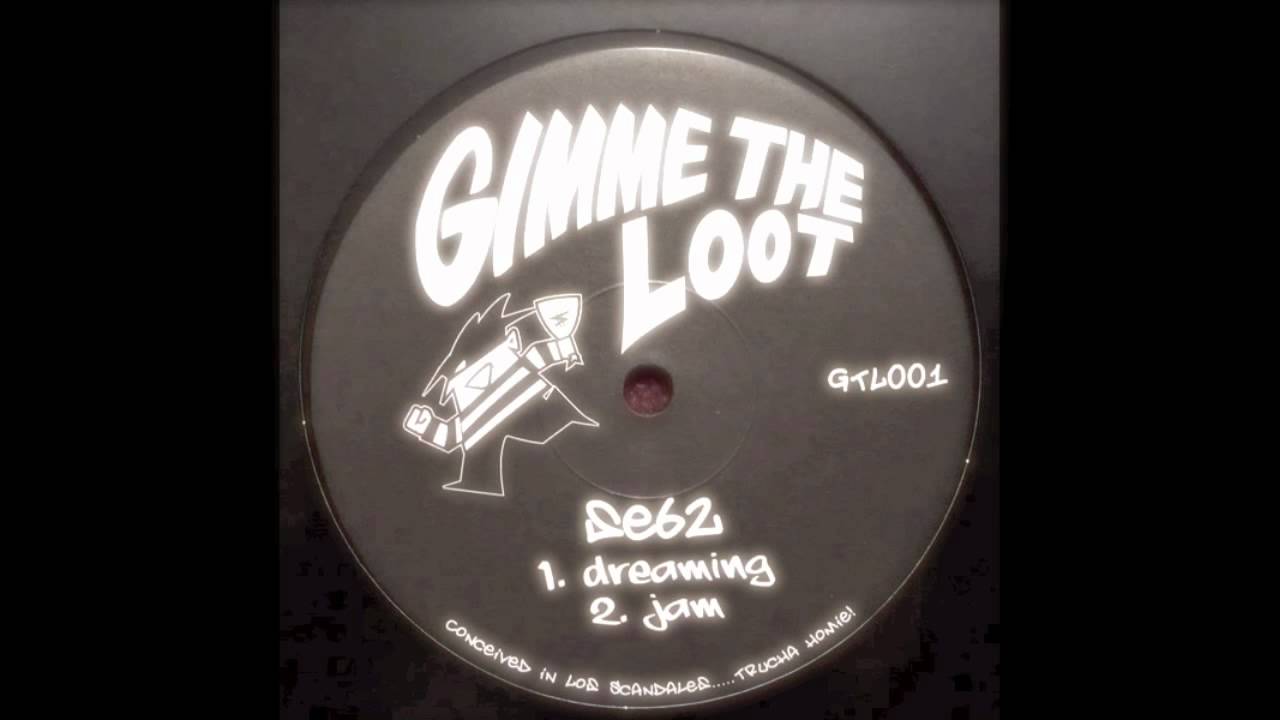 GIMME THE
LOOT
GTL001
Se62
1. dreaming
2. jam
CONCEIVED IN LOS SCANDALES.....TRUCHA HOMIE!